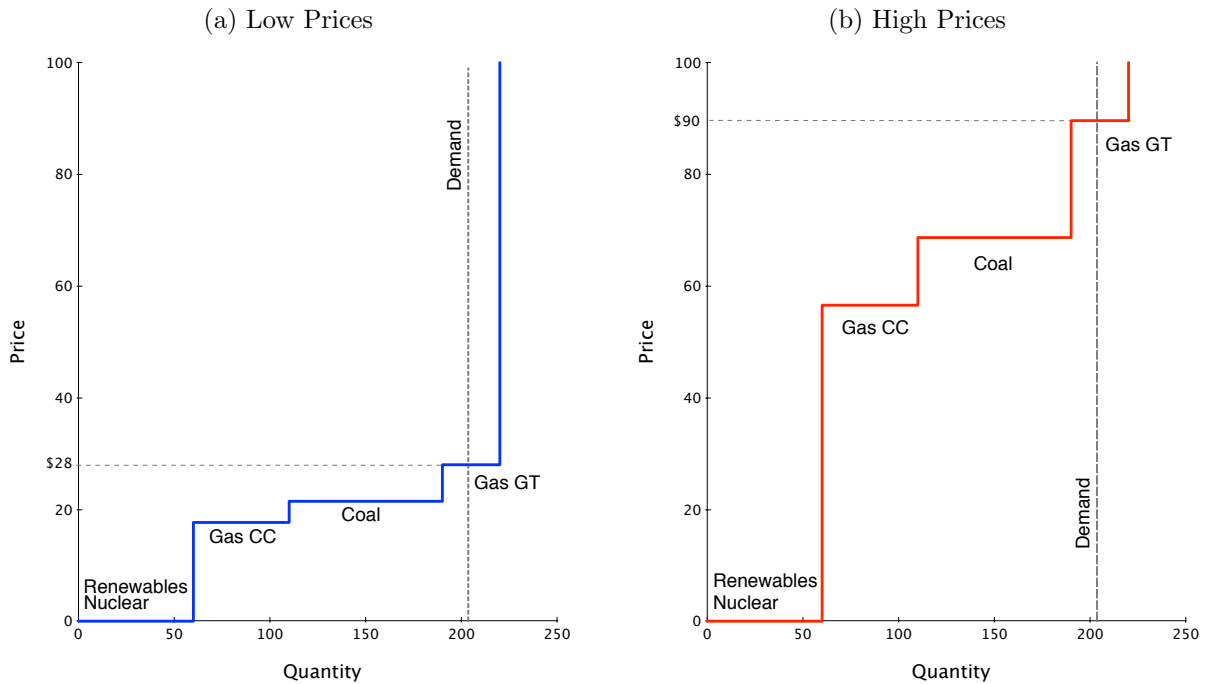 (a) Low Prices
100
80
60
40
$28
20
0
Price
Demand
Gas GT
Coal
Gas CC
Renewables
Nuclear
0 50 100 150 200 250
Quantity
(b) High Prices
100
$90
80
60
40
20
0
Price
Gas GT
Coal
Gas CC
Demand
Renewables
Nuclear
0 50 100 150 200 250
Quantity